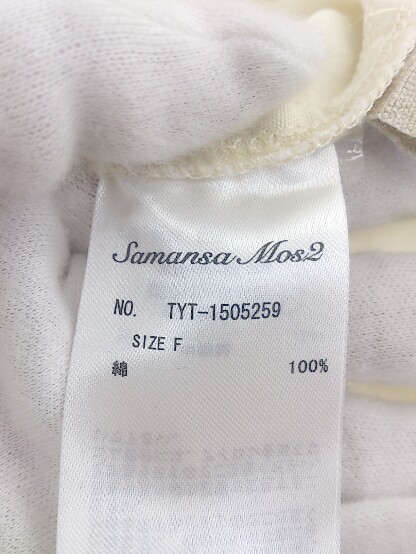 Samansa Mos2
NO. TYT-1505259
SIZE F
綿 100%